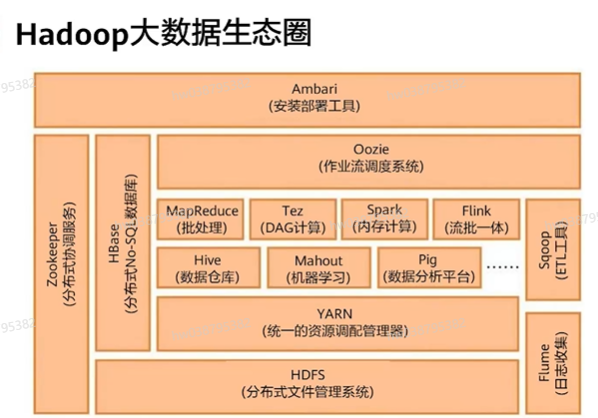 Hadoop大数据生态圈
Ambari
(安装部署工具)
Zookeeper
(分布式协调服务)
HBase
(分布式No-SQL数据库)
Oozie
(作业流调度系统)
MapReduce
(批处理)
Tez
(DAG计算)
Spark
(内存计算)
Flink
(流批一体)
Hive
(数据仓库)
Mahout
(机器学习)
Pig
(数据分析平台)
……
Sqoop
(ETL工具)
YARN
(统一的资源调配管理器)
Flume
(日志收集)
HDFS
(分布式文件管理系统)
95382
95382